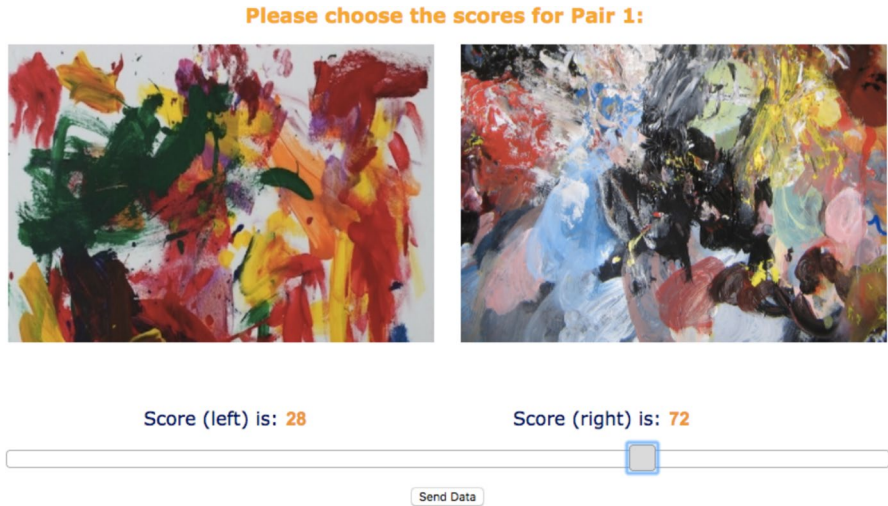 Please choose the scores for Pair 1:
Score (left) is: 28
Score (right) is: 72
Send Data